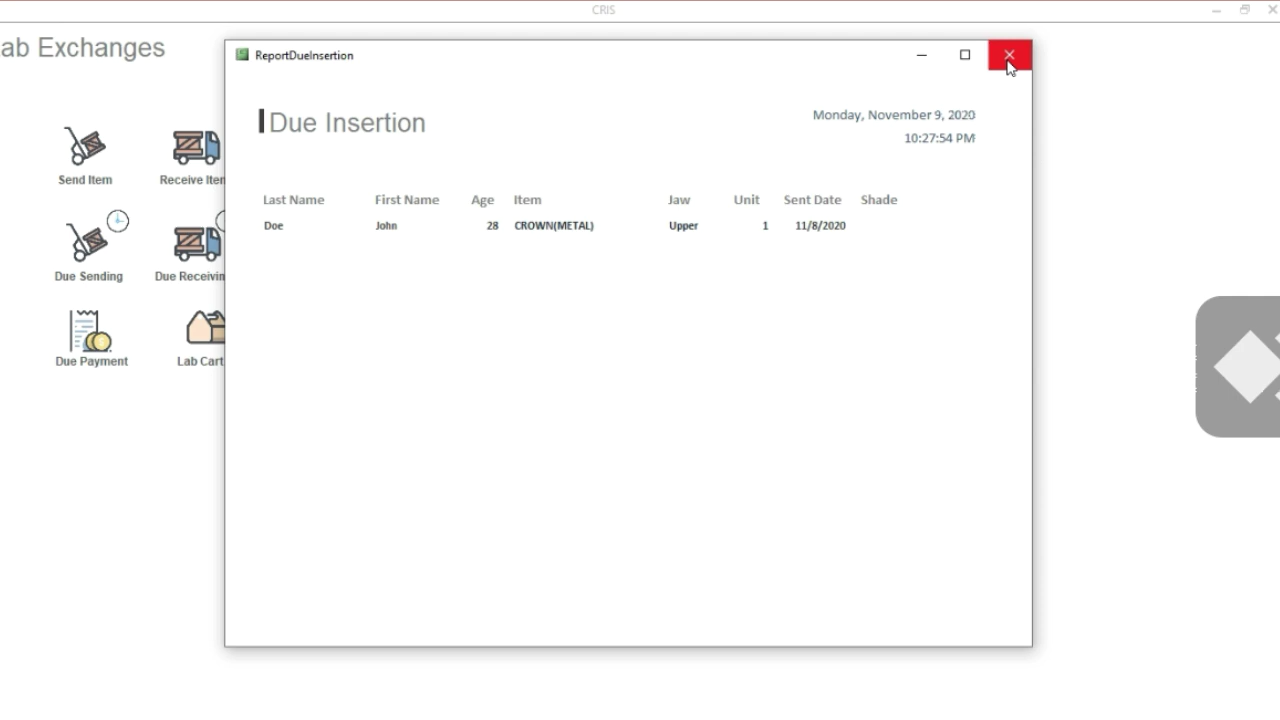 CRIS
ab Exchanges
ReportDueInsertion
Due Insertion
Monday, November 9, 2020
10:27:54 PM
Last Name First Name Age Item Jaw Unit Sent Date Shade
Doe John 28 CROWN(METAL) Upper 1 11/8/2020
Send Item
Receive Iten
Due Sending
Due Receivin
Due Payment
Lab Cart